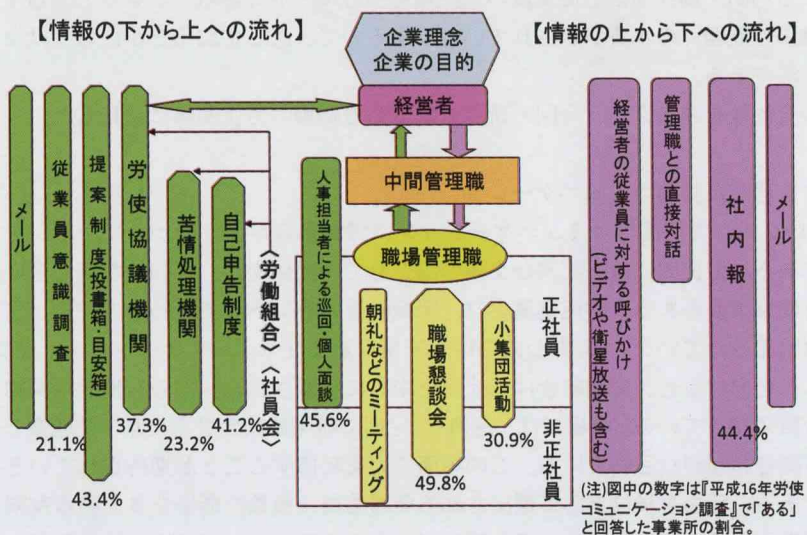 【情報の下から上への流れ】
企業理念
企業の目的
【情報の上から下への流れ】
経営者
中間管理職
職場管理職
メール
従業員意識調査
21.1%
提案制度(投書箱・目安箱)
43.4%
労使協議機関
37.3%
苦情処理機関
23.2%
自己申告制度
41.2%
〈労働組合〉〈社員会〉
人事担当者による巡回・個人面談
45.6%
朝礼などのミーティング
職場懇談会
49.8%
小集団活動
30.9%
正社員
非正社員
経営者の従業員に対する呼びかけ
(ビデオや衛星放送も含む)
管理職との直接対話
社内報
44.4%
メール
(注)図中の数字は『平成16年労使
コミュニケーション調査』で「ある」
と回答した事業所の割合。